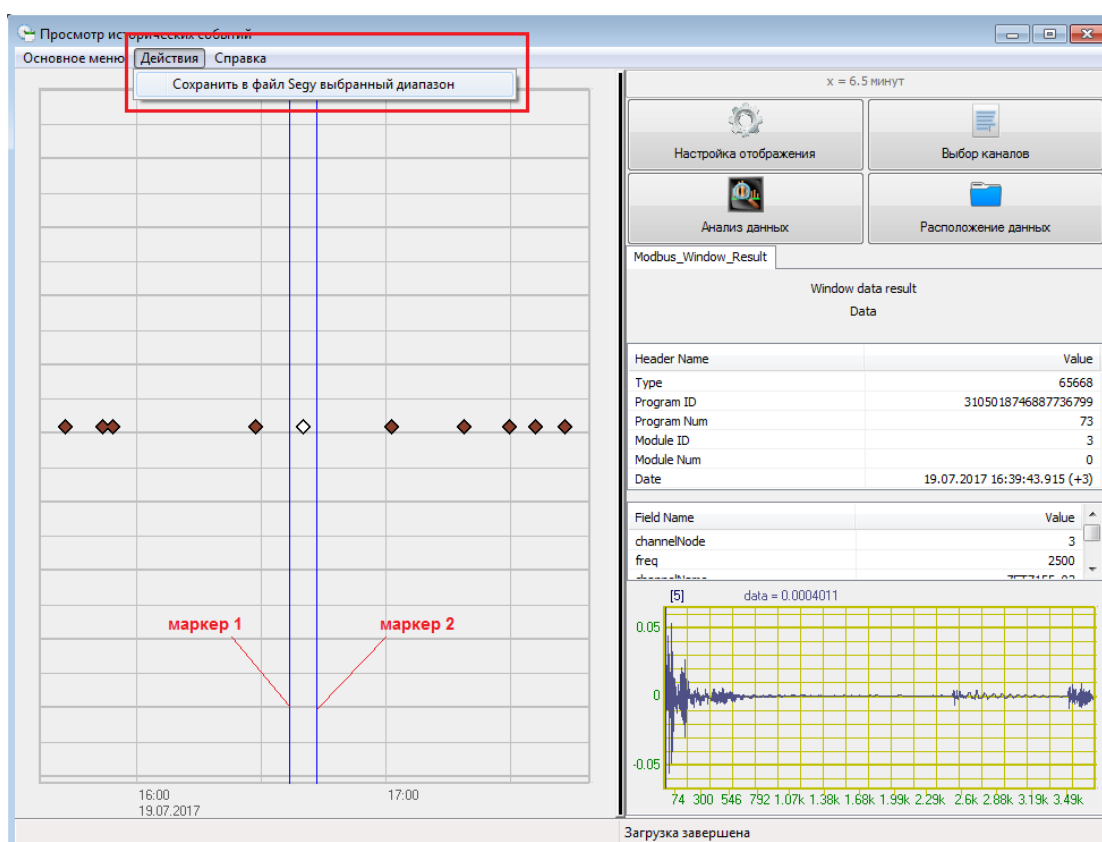 Просмотр исторических событий
Основное меню Действия Справка
Сохранить в файл Segy выбранный диапазон
x = 6.5 минут
Настройка отображения
Выбор каналов
Анализ данных
Расположение данных
Modbus_Window_Result
Window data result
Data
Header Name Value
Type 65668
Program ID 3105018746887736799
Program Num 73
Module ID 3
Module Num 0
Date 19.07.2017 16:39:43.915 (+3)
Field Name Value
channelNode 3
freq 2500
[5] data = 0.0004011
0.05
0
-0.05
74 300 546 792 1.07k 1.38k 1.68k 1.99k 2.29k 2.6k 2.88k 3.19k 3.49k
маркер 1 маркер 2
16:00 17:00
19.07.2017
Загрузка завершена